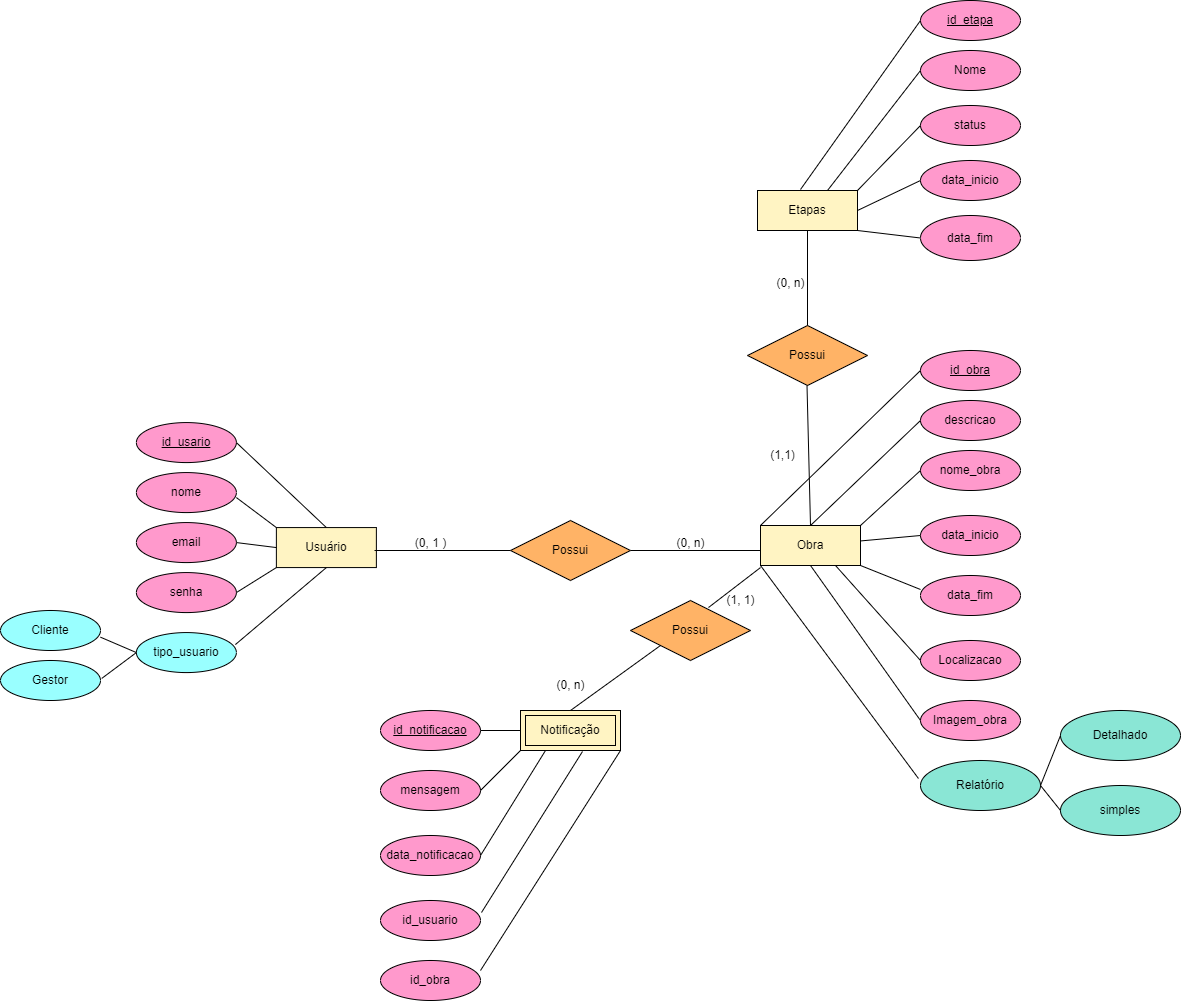 id_etapa
Nome
status
data_inicio
Etapas
data_fim
(0, n)
Possui
id_obra
descricao
(1,1)
nome_obra
id_usario
nome
email
senha
tipo_usuario
Cliente
Gestor
Usuário
(0, 1 )
Possui
(0, n)
Obra
data_inicio
data_fim
(1, 1)
Possui
Localizacao
(0, n)
Imagem_obra
Relatório
Detalhado
simples
id_notificacao
Notificação
mensagem
data_notificacao
id_usuario
id_obra